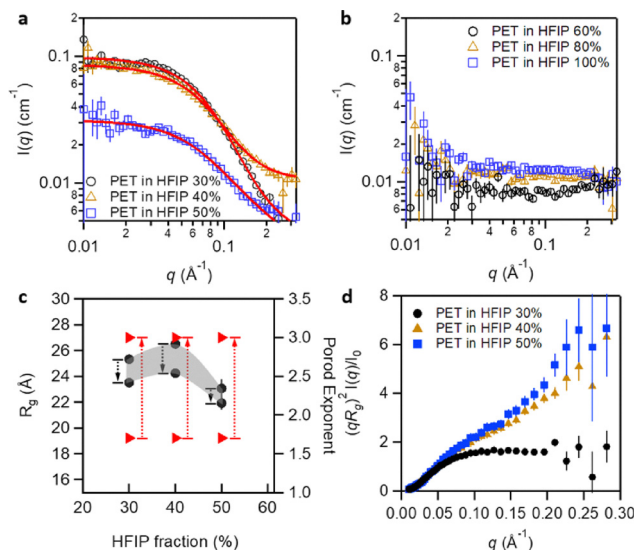 a
b
0.1
8
6
4
2
0.01
8
6
I(q) (cm⁻¹)
PET in HFIP 30%
PET in HFIP 40%
PET in HFIP 50%
0.01
2
4
6
8
0.1
2
q (Å⁻¹)
0.1
8
6
4
2
0.01
8
6
I(q) (cm⁻¹)
PET in HFIP 60%
PET in HFIP 80%
PET in HFIP 100%
0.01
2
4
6
8
0.1
2
q (Å⁻¹)
c
d
30
28
26
24
22
20
18
16
Rg (Å)
3.5
3.0
2.5
2.0
1.5
1.0
Porod Exponent
20
30
40
50
60
HFIP fraction (%)
8
6
4
2
0
(qRg)² I(q)/I₀
PET in HFIP 30%
PET in HFIP 40%
PET in HFIP 50%
0.00
0.05
0.10
0.15
0.20
0.25
0.30
q (Å⁻¹)